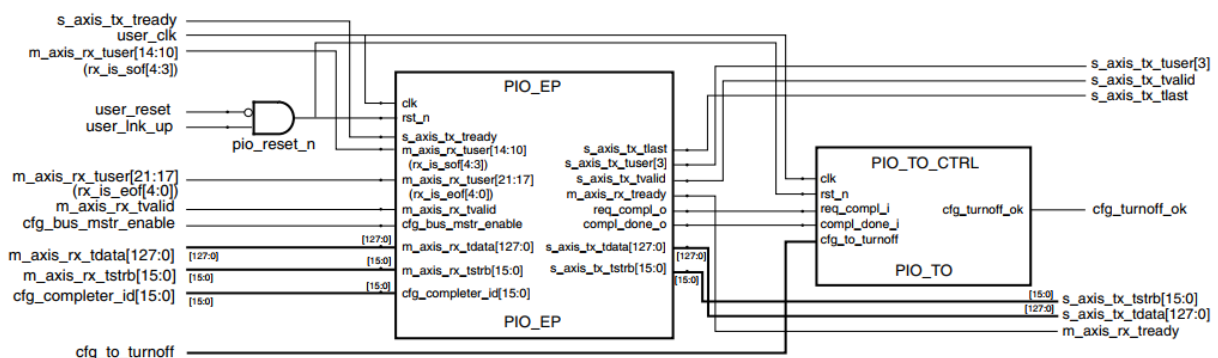 s_axis_tx_tready
user_clk
m_axis_rx_tuser[14:10]
(rx_is_sof[4:3])
user_reset
user_lnk_up
pio_reset_n
m_axis_rx_tuser[21:17]
(rx_is_eof[4:0])
m_axis_rx_tvalid
cfg_bus_mstr_enable
m_axis_rx_tdata[127:0]
[127:0]
[127:0]
m_axis_rx_tstrb[15:0]
[15:0]
[15:0]
cfg_completer_id[15:0]
[15:0]
[15:0]
cfg_to_turnoff
PIO_EP
clk
rst_n
s_axis_tx_tready
m_axis_rx_tuser[14:10]
(rx_is_sof[4:3])
m_axis_rx_tuser[21:17]
(rx_is_eof[4:0])
m_axis_rx_tvalid
cfg_bus_mstr_enable
m_axis_rx_tdata[127:0]
m_axis_rx_tstrb[15:0]
cfg_completer_id[15:0]
s_axis_tx_tlast
s_axis_tx_tuser[3]
s_axis_tx_tvalid
m_axis_rx_tready
req_compl_o
compl_done_o
s_axis_tx_tdata[127:0]
[127:0]
s_axis_tx_tstrb[15:0]
[15:0]
PIO_EP
PIO_TO_CTRL
clk
rst_n
req_compl_i
compl_done_i
cfg_to_turnoff
cfg_turnoff_ok
PIO_TO
s_axis_tx_tuser[3]
s_axis_tx_tvalid
s_axis_tx_tlast
cfg_turnoff_ok
[15:0]
s_axis_tx_tstrb[15:0]
[127:0]
s_axis_tx_tdata[127:0]
m_axis_rx_tready